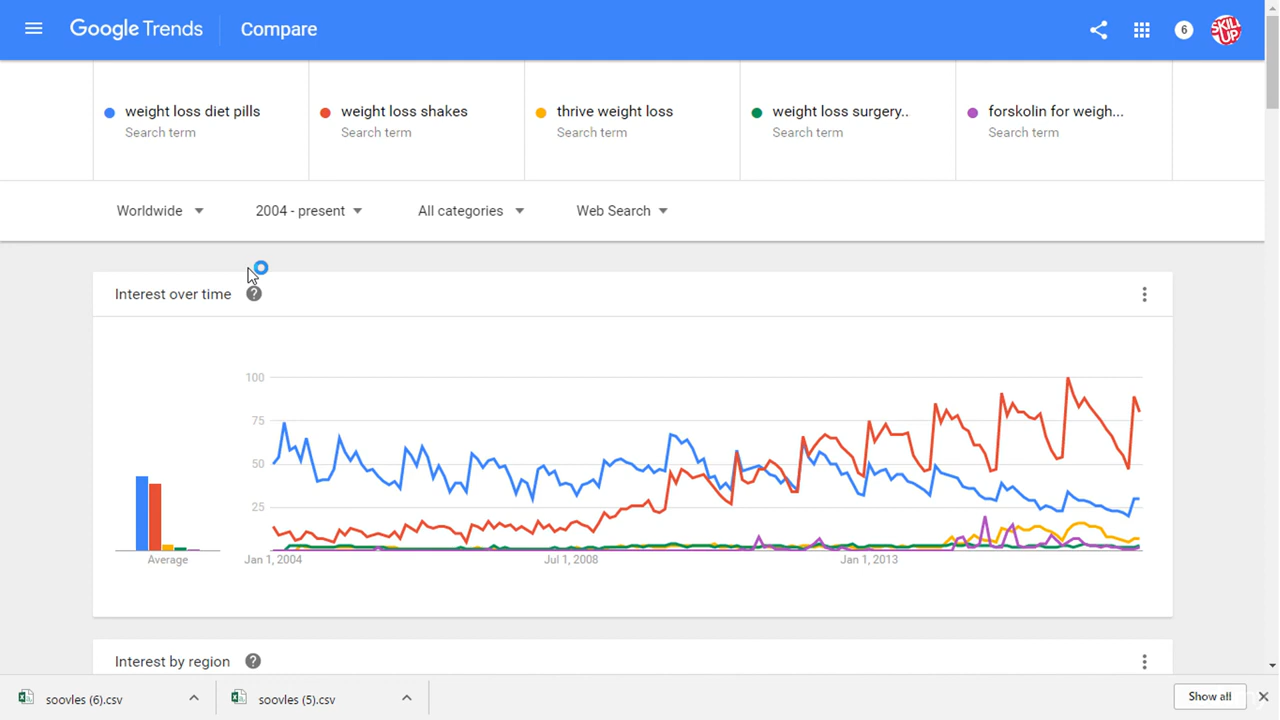 Google Trends
Compare
6
SKILL UP
weight loss diet pills
Search term
weight loss shakes
Search term
thrive weight loss
Search term
weight loss surgery..
Search term
forskolin for weigh...
Search term
Worldwide
2004 - present
All categories
Web Search
Interest over time
?
100
75
50
25
Average
Jan 1, 2004
Jul 1, 2008
Jan 1, 2013
Interest by region
?
soovles (6).csv
soovles (5).csv
Show all